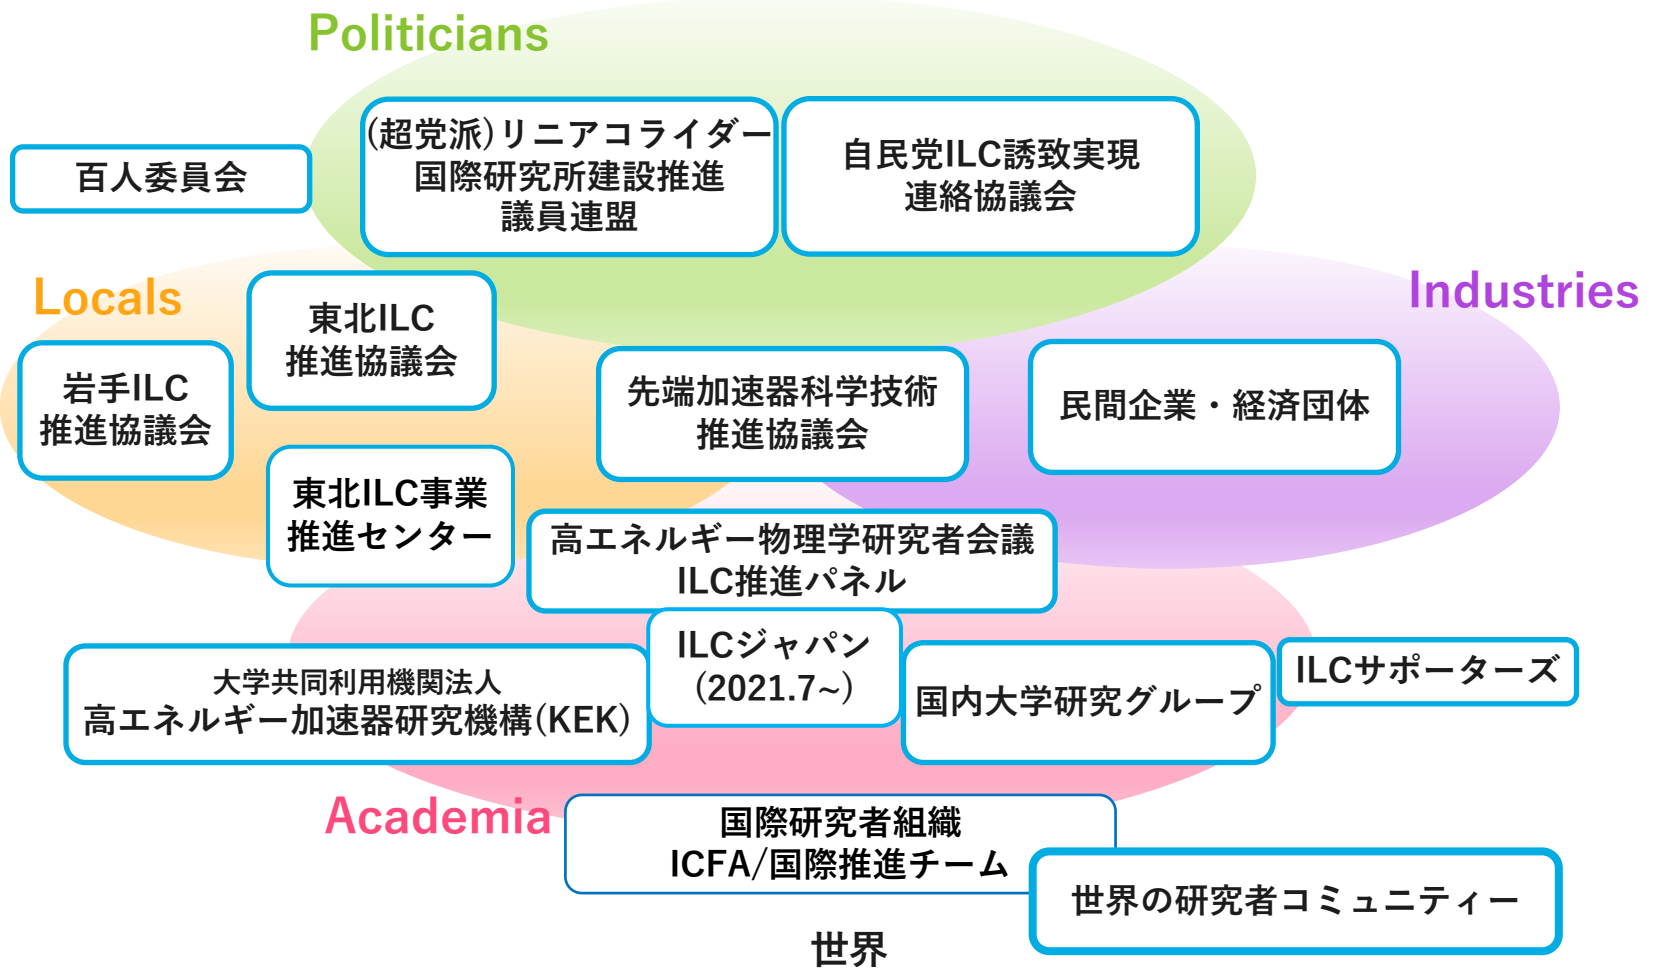 Politicians
(超党派)リニアコライダー
国際研究所建設推進
議員連盟
自民党ILC誘致実現
連絡協議会
百人委員会
Locals
東北ILC
推進協議会
岩手ILC
推進協議会
東北ILC事業
推進センター
Industries
先端加速器科学技術
推進協議会
民間企業・経済団体
高エネルギー物理学研究者会議
ILC推進パネル
ILCジャパン
(2021.7~)
大学共同利用機関法人
高エネルギー加速器研究機構(KEK)
国内大学研究グループ
ILCサポーターズ
Academia
国際研究者組織
ICFA/国際推進チーム
世界の研究者コミュニティー
世界